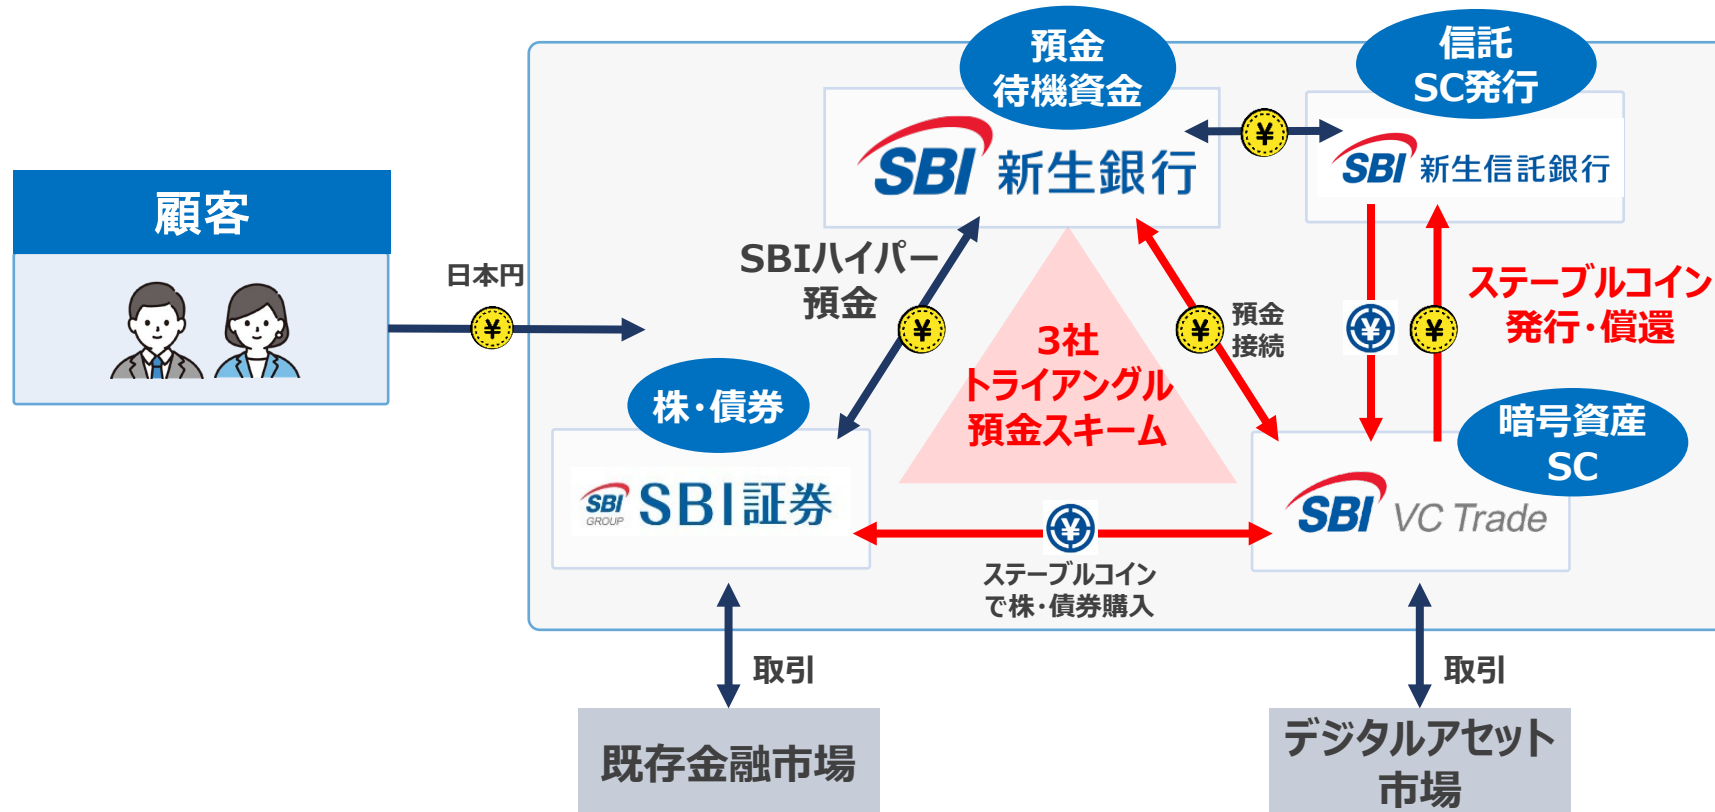 預金
待機資金
信託
SC発行
SBI 新生銀行
¥
SBI 新生信託銀行
顧客
日本円
¥
SBIハイパー
預金
¥
¥
預金
接続
¥
¥
ステーブルコイン
発行・償還
3社
トライアングル
預金スキーム
株・債券
暗号資産
SC
SBI
GROUP
SBI証券
¥
SBI VC Trade
ステーブルコイン
で株・債券購入
取引
取引
既存金融市場
デジタルアセット
市場